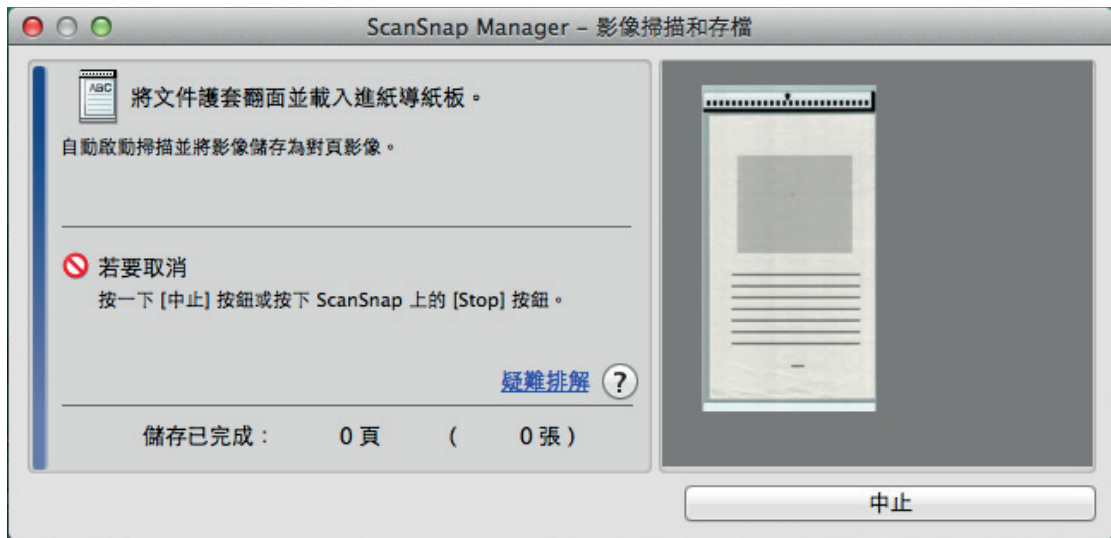 ScanSnap Manager – 影像掃描和存檔
ABC
將文件護套翻面並載入進紙導紙板。
自動啟動掃描並將影像儲存為對頁影像。
若要取消
按一下 [中止] 按鈕或按下 ScanSnap 上的 [Stop] 按鈕。
疑難排解 ?
儲存已完成： 0 頁 ( 0 張 )
中止